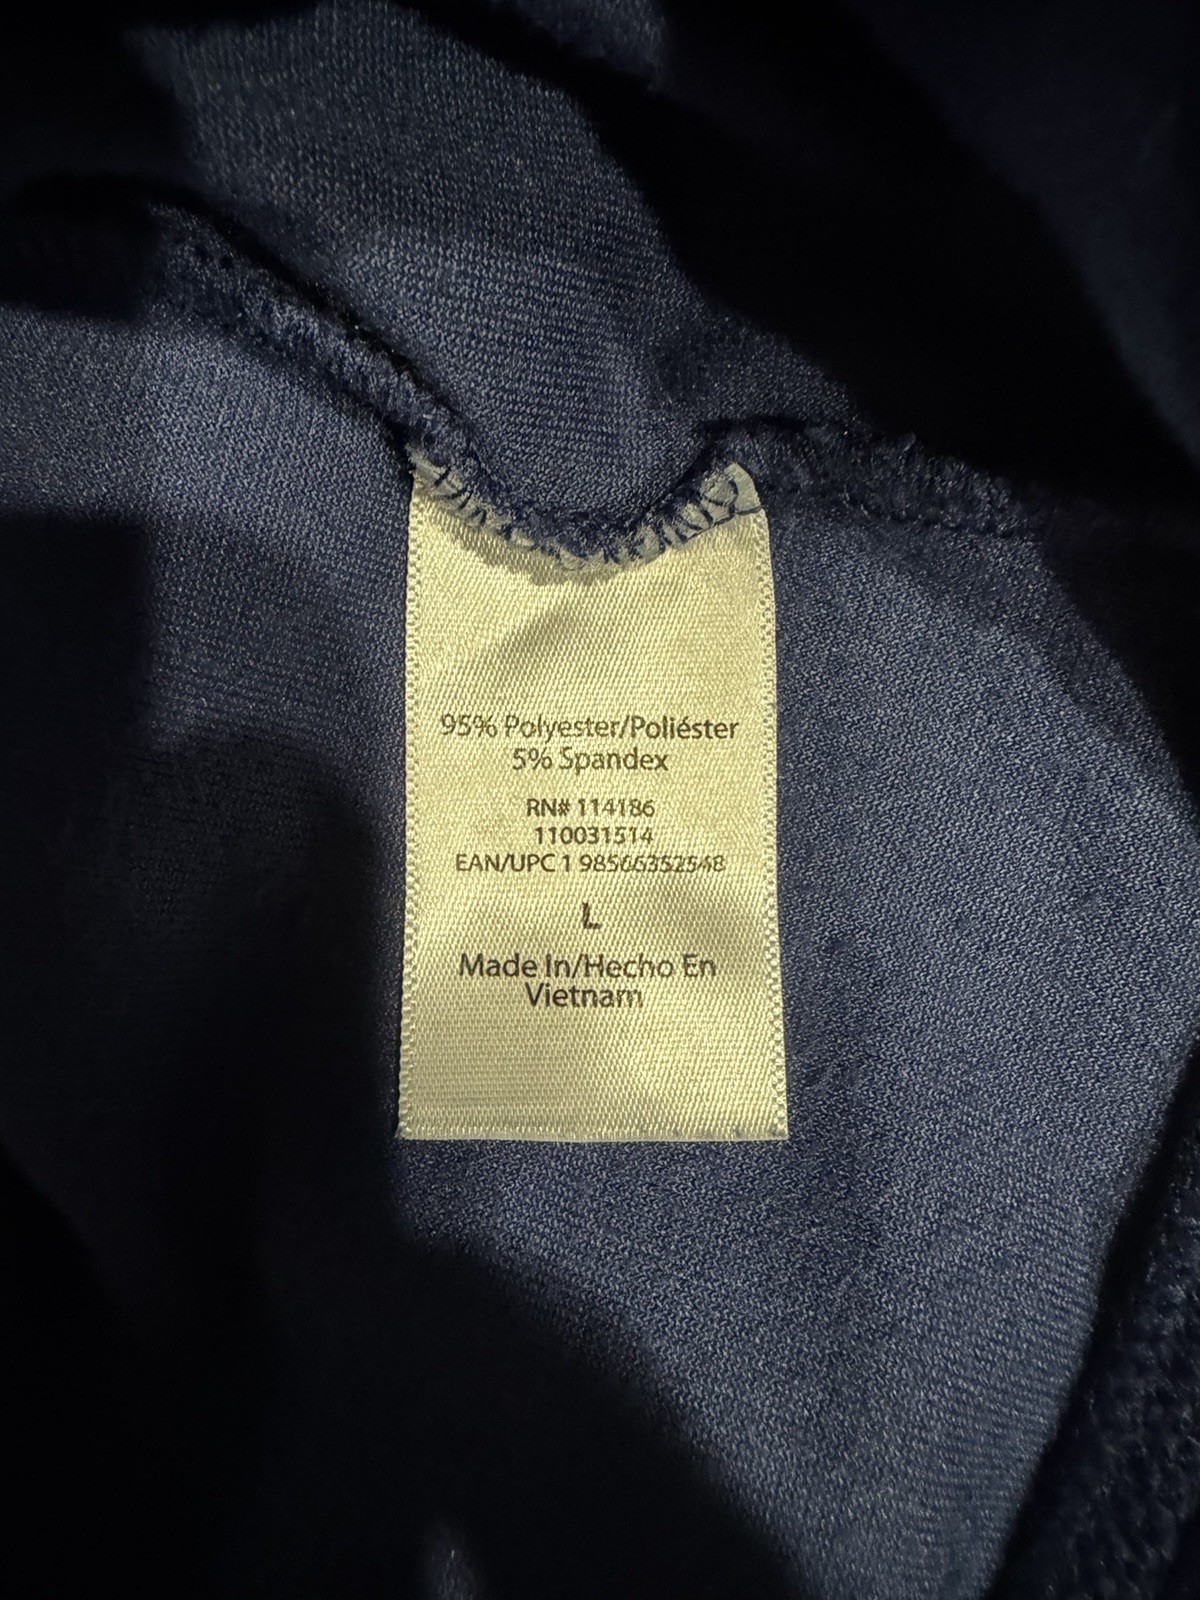 95% Polyester/Poliéster
5% Spandex
RN# 114186
110031514
EAN/UPC 1 98566352548
L
Made In/Hecho En
Vietnam